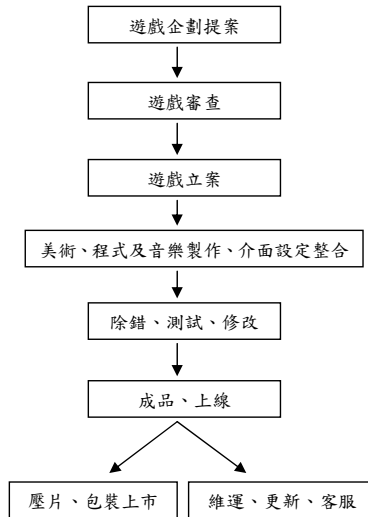 遊戲企劃提案
遊戲審查
遊戲立案
美術、程式及音樂製作、介面設定整合
除錯、測試、修改
成品、上線
壓片、包裝上市
維運、更新、客服